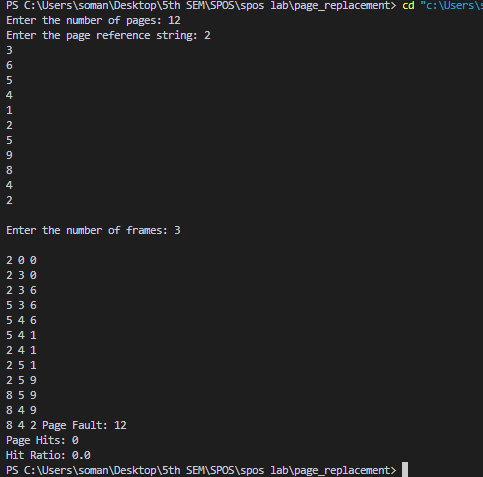 PS C:\Users\soman\Desktop\5th SEM\SPOS\spos lab\page_replacement> cd "c:\Users\s
Enter the number of pages: 12
Enter the page reference string: 2
3
6
5
4
1
2
5
9
8
4
2
Enter the number of frames: 3
2 0 0
2 3 0
2 3 6
5 3 6
5 4 6
5 4 1
2 4 1
2 5 1
2 5 9
8 5 9
8 4 9
8 4 2 Page Fault: 12
Page Hits: 0
Hit Ratio: 0.0
PS C:\Users\soman\Desktop\5th SEM\SPOS\spos lab\page_replacement>